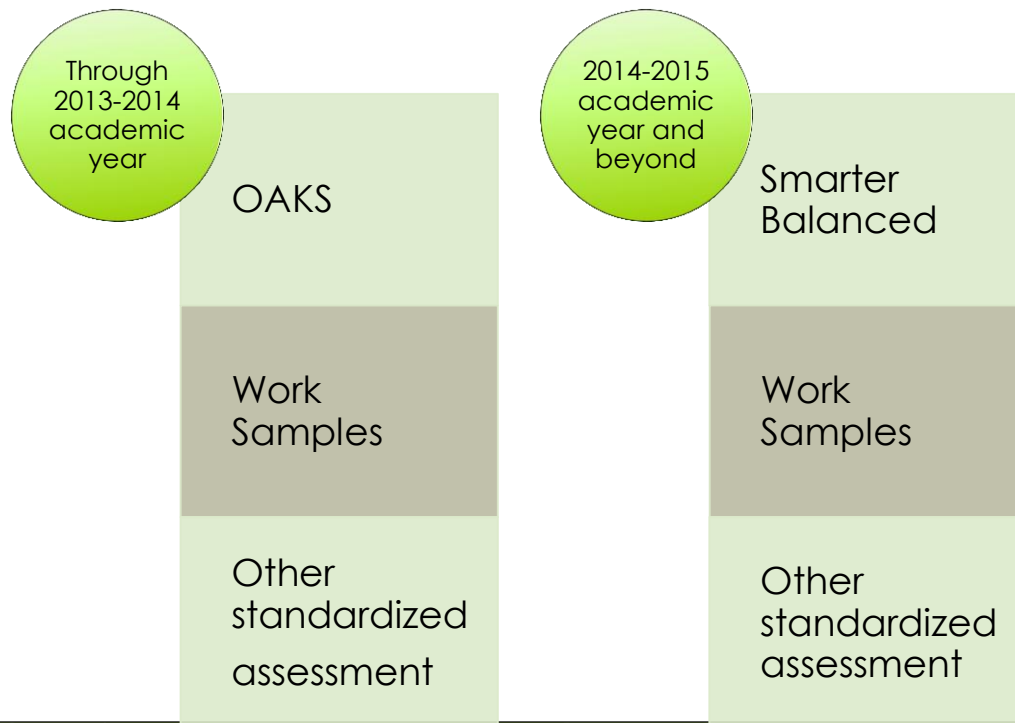 Through
2013-2014
academic
year
OAKS
Work
Samples
Other
standardized
assessment
2014-2015
academic
year and
beyond
Smarter
Balanced
Work
Samples
Other
standardized
assessment